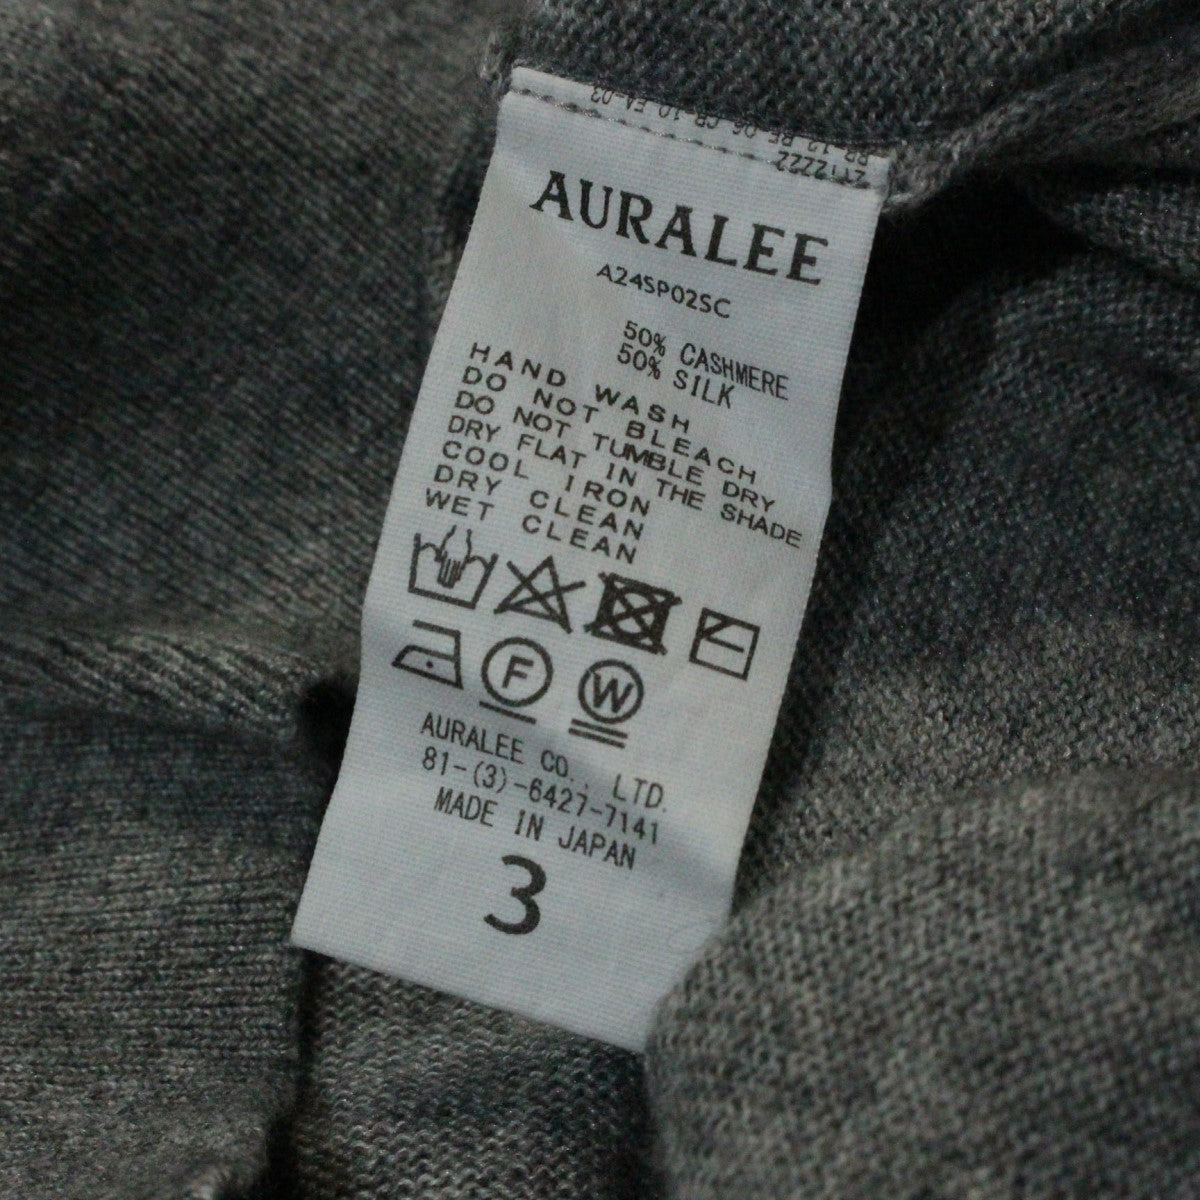 AURALEE
A24SP02SC
50% CASHMERE
50% SILK
HAND WASH
DO NOT BLEACH
DO NOT TUMBLE DRY
DRY FLAT IN THE SHADE
COOL IRON
DRY CLEAN
WET CLEAN
F W
AURALEE CO., LTD.
81-(3)-6427-7141
MADE IN JAPAN
3